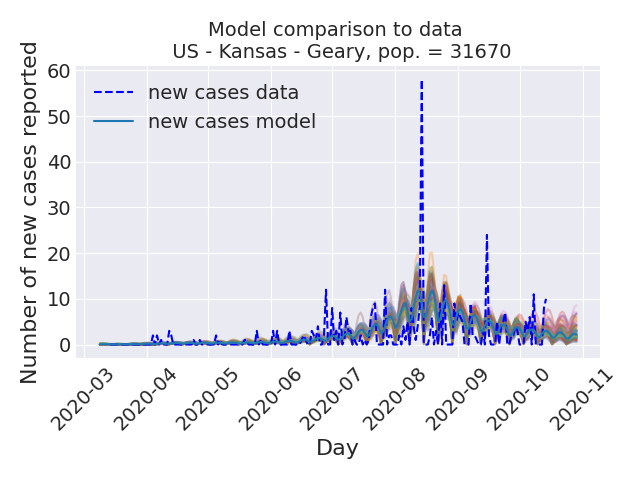 Model comparison to data
US - Kansas - Geary, pop. = 31670
Number of new cases reported
60
50
40
30
20
10
0
new cases data
new cases model
2020-03
2020-04
2020-05
2020-06
2020-07
2020-08
2020-09
2020-10
2020-11
Day